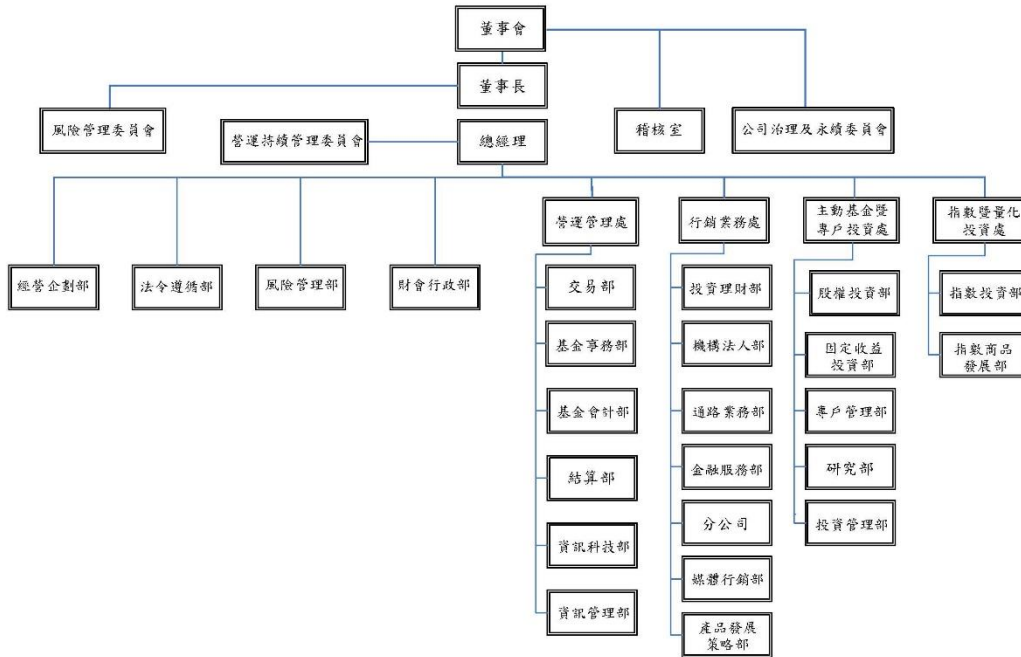 董事會
董事長
風險管理委員會
營運持續管理委員會
總經理
稽核室
公司治理及永續委員會
經營企劃部
法令遵循部
風險管理部
財會行政部
營運管理處
交易部
基金事務部
基金會計部
結算部
資訊科技部
資訊管理部
行銷業務處
投資理財部
機構法人部
通路業務部
金融服務部
分公司
媒體行銷部
產品發展
策略部
主動基金暨
專戶投資處
股權投資部
固定收益
投資部
專戶管理部
研究部
投資管理部
指數暨量化
投資處
指數投資部
指數商品
發展部